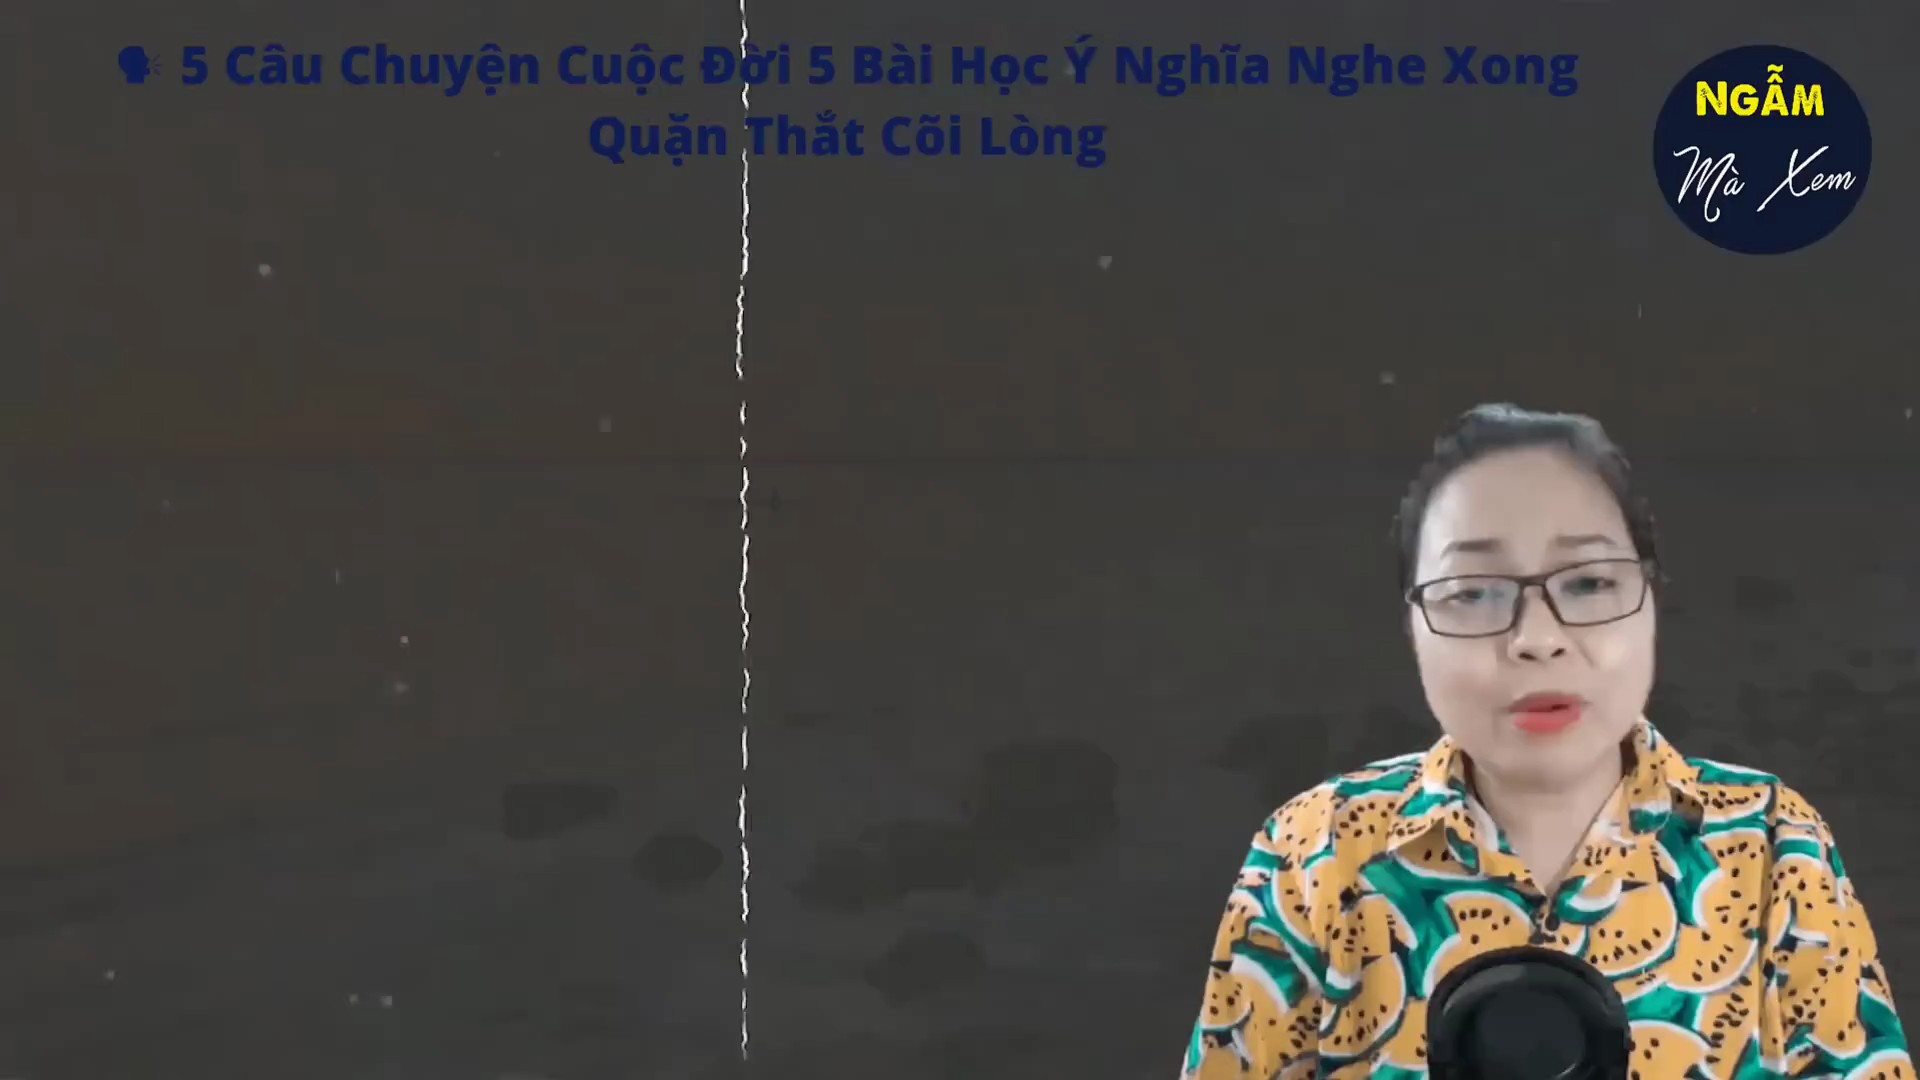 🗣 5 Câu Chuyện Cuộc Đời 5 Bài Học Ý Nghĩa Nghe Xong
Quặn Thắt Cõi Lòng
NGẪM
Mà Xem